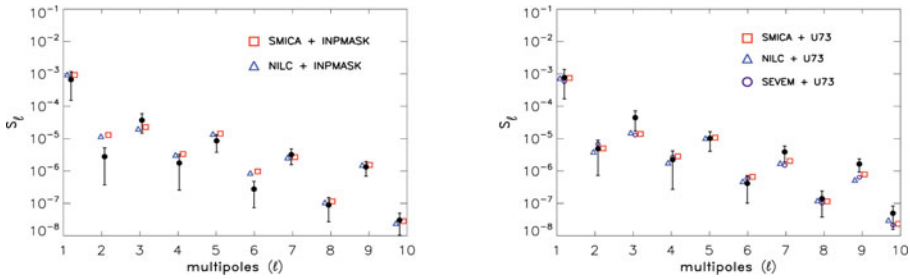 10⁻¹
10⁻²
10⁻³
10⁻⁴
10⁻⁵
10⁻⁶
10⁻⁷
10⁻⁸
S_ℓ
□ SMICA + INPMASK
△ NILC + INPMASK
1 2 3 4 5 6 7 8 9 10
multipoles (ℓ)
10⁻¹
10⁻²
10⁻³
10⁻⁴
10⁻⁵
10⁻⁶
10⁻⁷
10⁻⁸
S_ℓ
□ SMICA + U73
△ NILC + U73
○ SEVEM + U73
1 2 3 4 5 6 7 8 9 10
multipoles (ℓ)